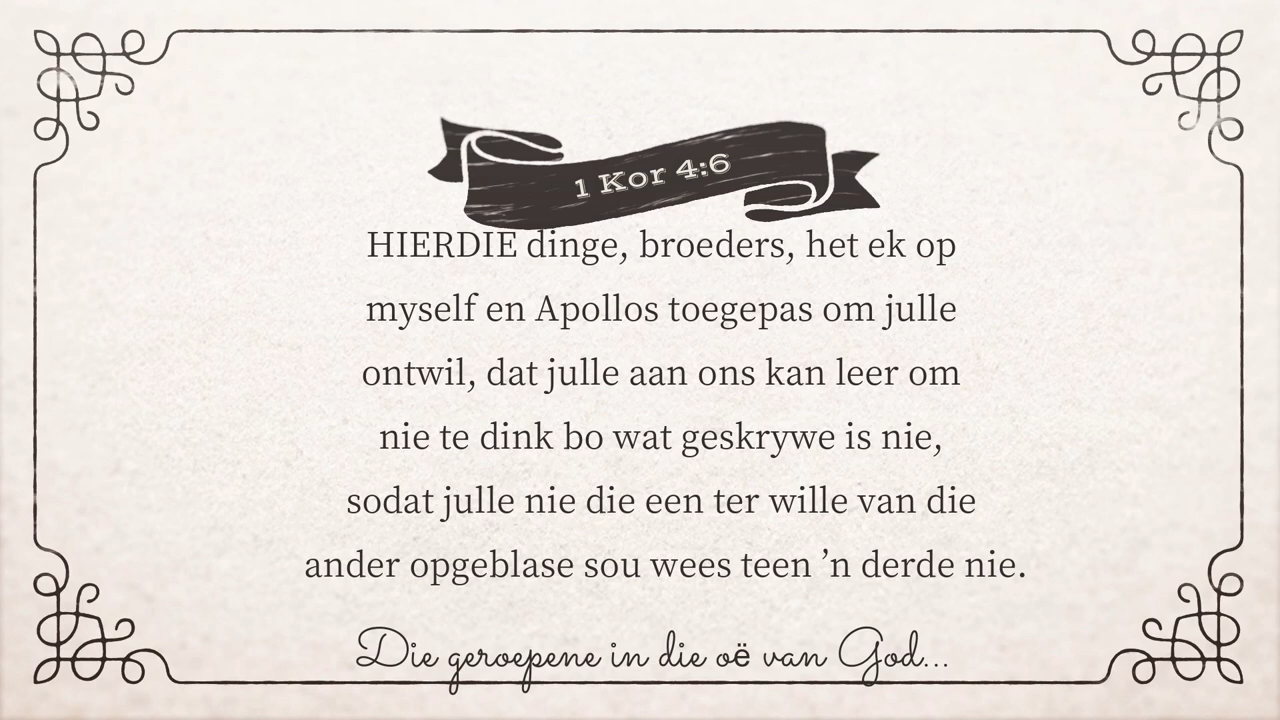 1 Kor 4:6
HIERDIE dinge, broeders, het ek op
myself en Apollos toegepas om julle
ontwil, dat julle aan ons kan leer om
nie te dink bo wat geskrywe is nie,
sodat julle nie die een ter wille van die
ander opgeblase sou wees teen ’n derde nie.
Die geroepene in die oë van God...